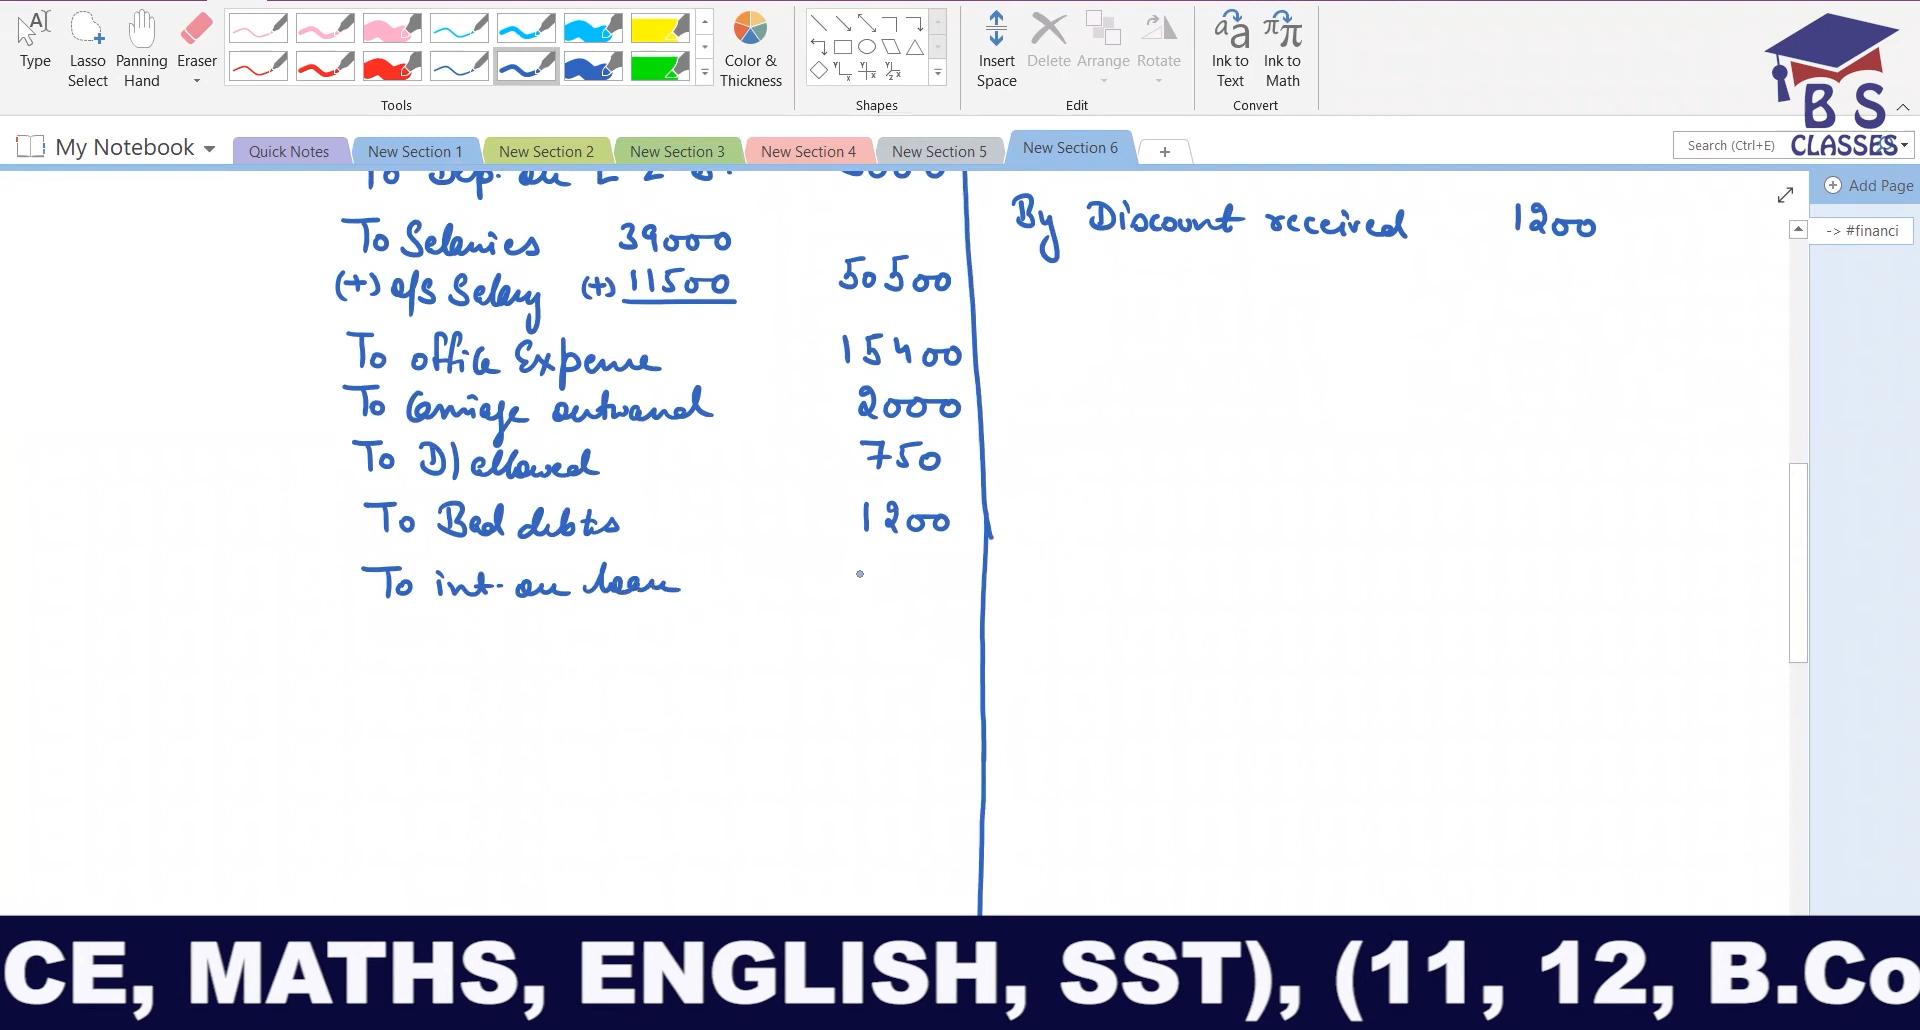 Type
Lasso Select
Panning Hand
Eraser
Color & Thickness
Insert Space
Delete
Arrange
Rotate
Ink to Text
Ink to Math
Tools
Shapes
Edit
Convert
B S
CLASSES
My Notebook
Quick Notes
New Section 1
New Section 2
New Section 3
New Section 4
New Section 5
New Section 6
Search (Ctrl+E)
Add Page
-> #financi
To Dep. on L & B.
By Discount received 1200
To Salaries 39000
(+) o/s Salary (+) 11500 50500
To office Expense 15400
To Carriage outward 2000
To D) allowed 750
To Bad debts 1200
To int. on loan
CE, MATHS, ENGLISH, SST), (11, 12, B.Co